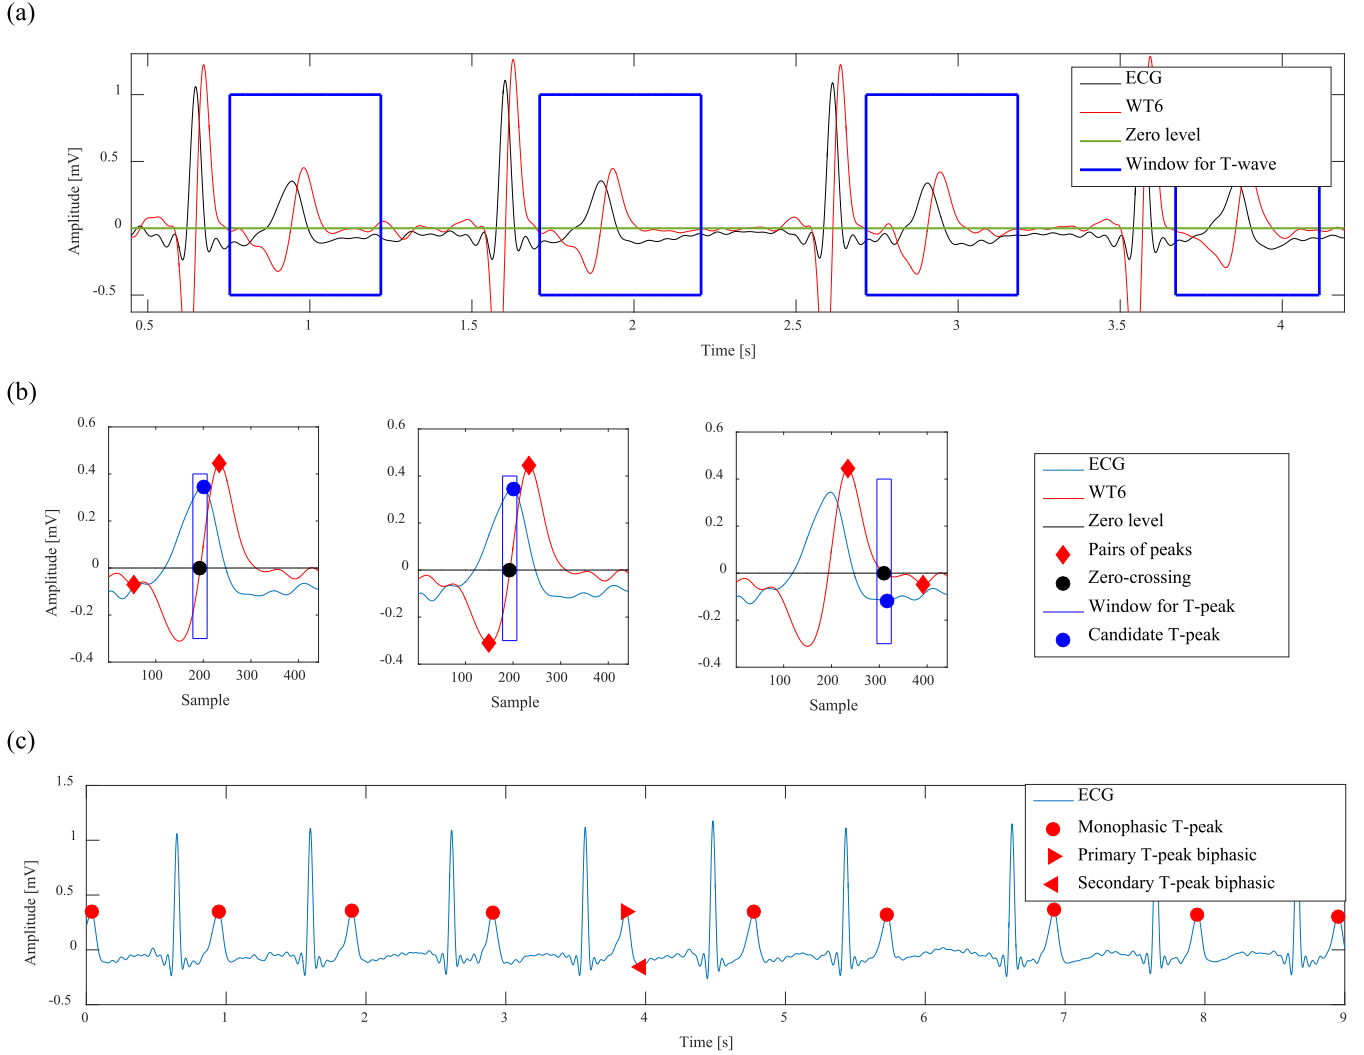 (a)
ECG
WT6
Zero level
Window for T-wave
Amplitude [mV]
1
0.5
0
-0.5
0.5
1
1.5
2
2.5
3
3.5
4
Time [s]
(b)
Amplitude [mV]
0.6
0.4
0.2
0
-0.2
-0.4
100
200
300
400
Sample
0.6
0.4
0.2
0
-0.2
-0.4
100
200
300
400
Sample
0.6
0.4
0.2
0
-0.2
-0.4
100
200
300
400
Sample
ECG
WT6
Zero level
Pairs of peaks
Zero-crossing
Window for T-peak
Candidate T-peak
(c)
Amplitude [mV]
1.5
1
0.5
0
-0.5
0
1
2
3
4
5
6
7
8
9
Time [s]
ECG
Monophasic T-peak
Primary T-peak biphasic
Secondary T-peak biphasic